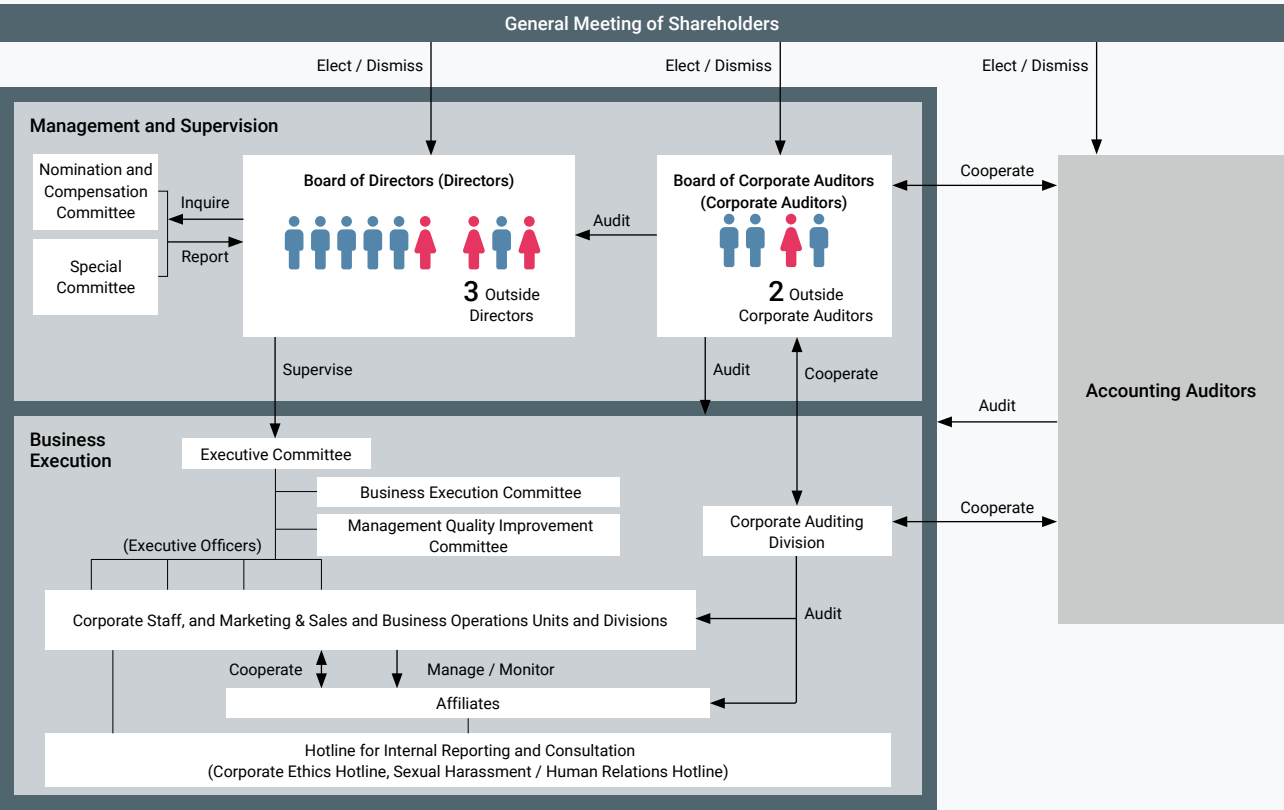 General Meeting of Shareholders
Elect / Dismiss
Elect / Dismiss
Elect / Dismiss
Management and Supervision
Nomination and
Compensation
Committee
Special
Committee
Inquire
Report
Board of Directors (Directors)
3 Outside
Directors
Audit
Board of Corporate Auditors
(Corporate Auditors)
2 Outside
Corporate Auditors
Cooperate
Accounting Auditors
Supervise
Audit
Cooperate
Audit
Business
Execution
Executive Committee
Business Execution Committee
Management Quality Improvement
Committee
(Executive Officers)
Corporate Auditing
Division
Cooperate
Corporate Staff, and Marketing & Sales and Business Operations Units and Divisions
Audit
Cooperate
Manage / Monitor
Affiliates
Hotline for Internal Reporting and Consultation
(Corporate Ethics Hotline, Sexual Harassment / Human Relations Hotline)